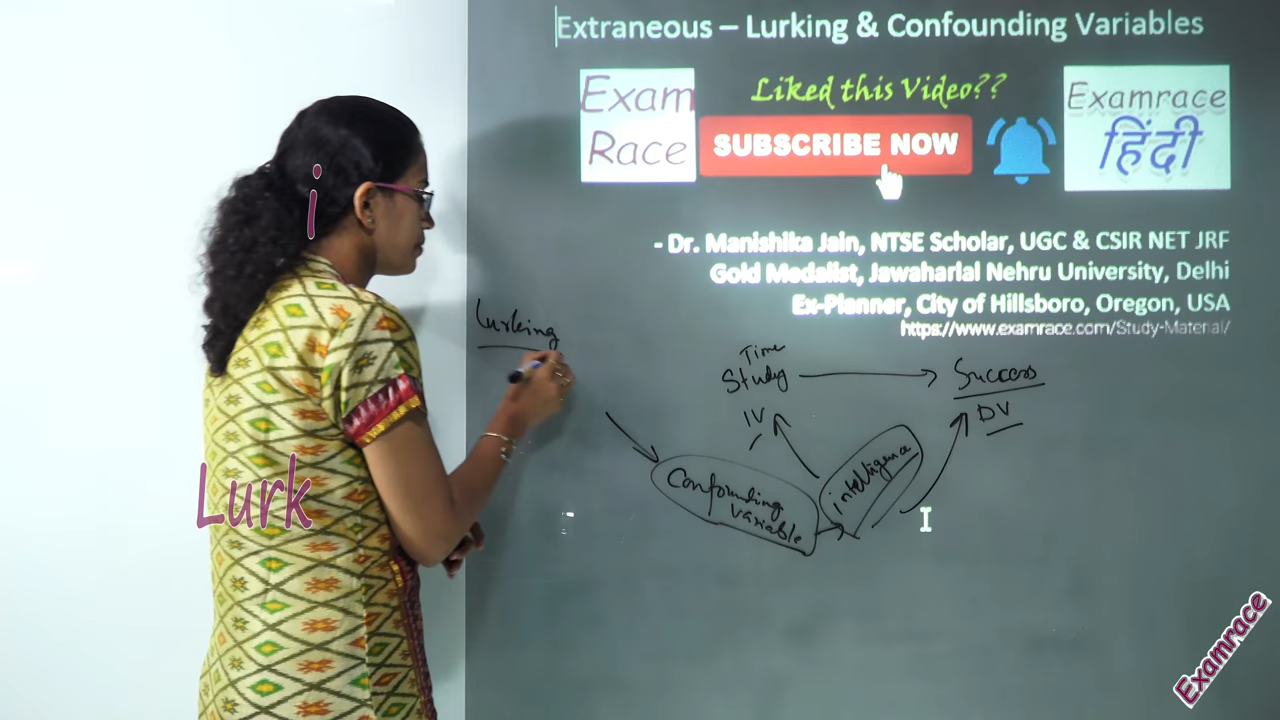 Extraneous – Lurking & Confounding Variables
Exam
Race
Liked this Video??
SUBSCRIBE NOW
Examrace
हिंदी
- Dr. Manishika Jain, NTSE Scholar, UGC & CSIR NET JRF
Gold Medalist, Jawaharlal Nehru University, Delhi
Ex-Planner, City of Hillsboro, Oregon, USA
https://www.examrace.com/Study-Material/
i
Lurking
Time
Study
Success
IV
DV
intelligence
Confounding
variable
Lurk
Examrace